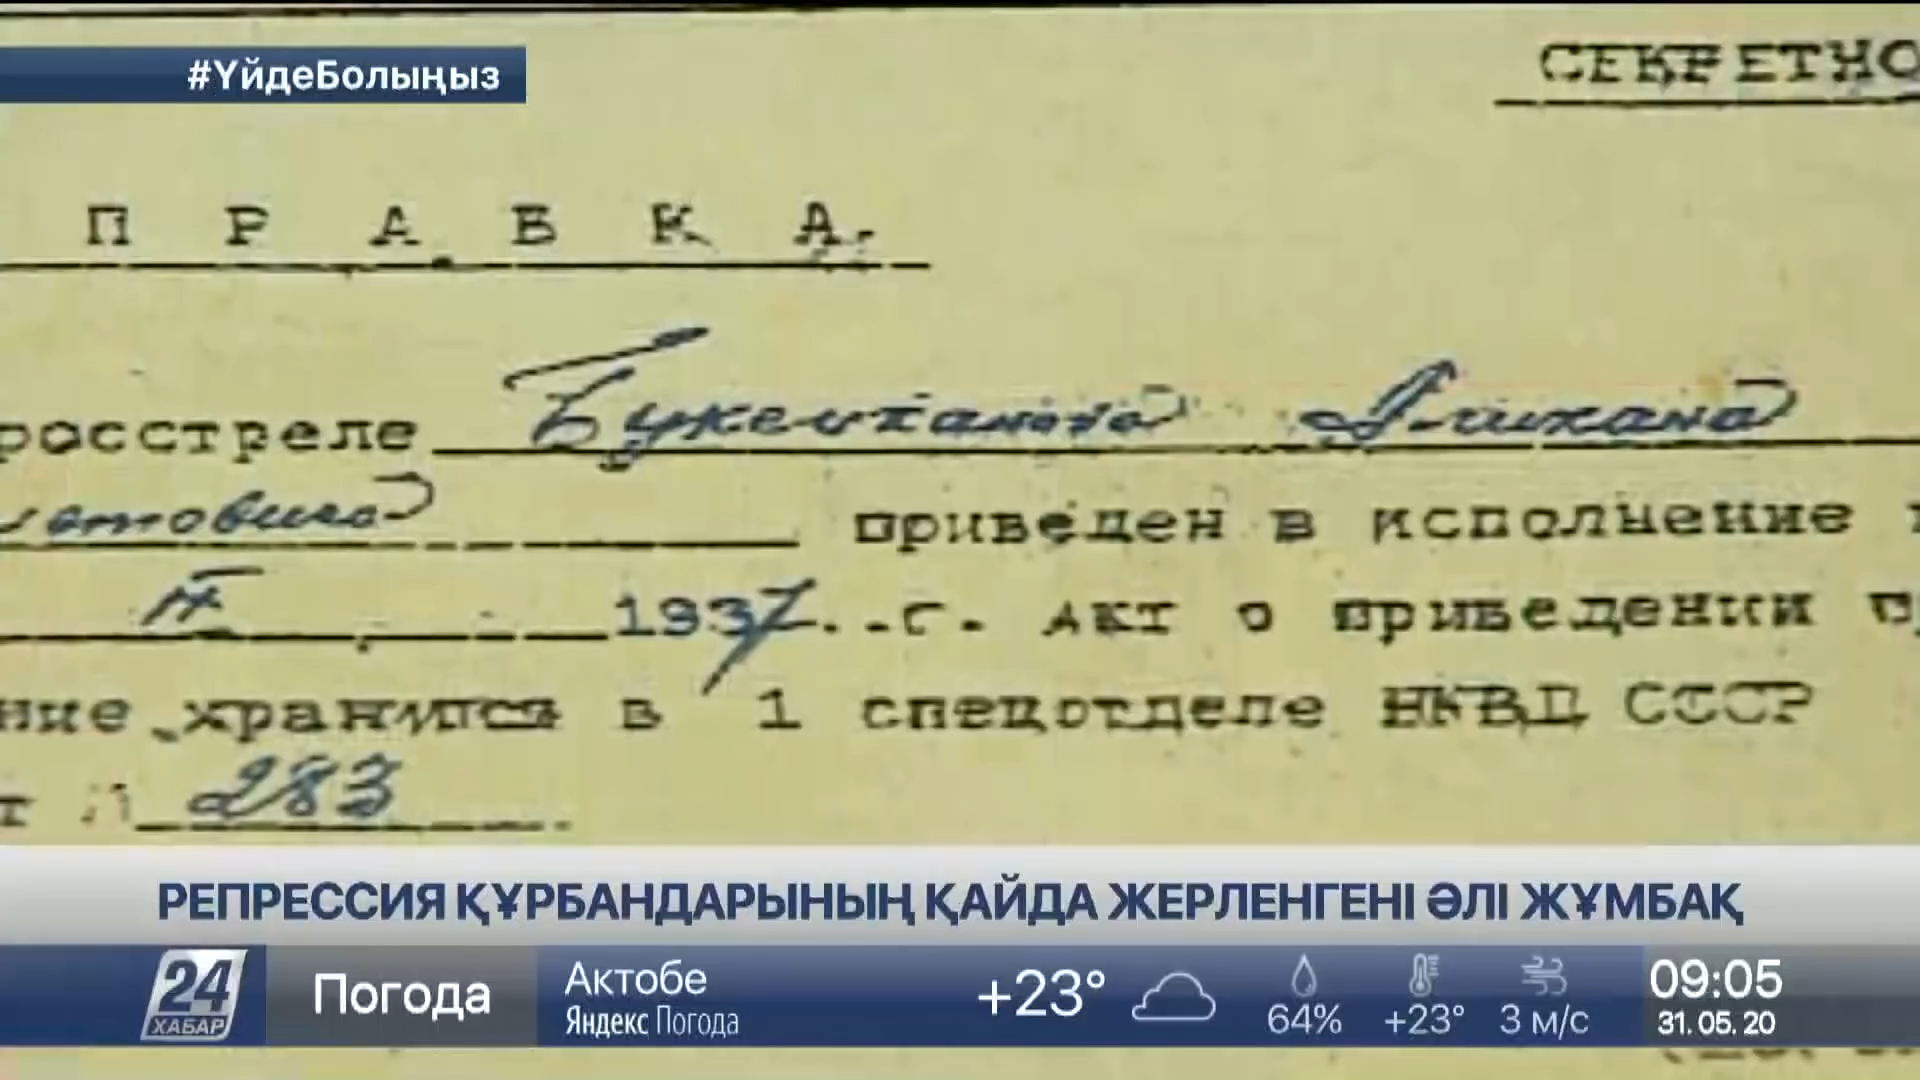 #ҮйдеБолыңыз
СЕКРЕТНО
П Р А В К А.
расстреле Букейханова Алихана
приведен в исполнение
1937 г. Акт о приведении
ние хранится в 1 спецотделе НКВД СССР
283
РЕПРЕССИЯ ҚҰРБАНДАРЫНЫҢ ҚАЙДА ЖЕРЛЕНГЕНІ ӘЛІ ЖҰМБАҚ
24 ХАБАР
Погода
Актобе
Яндекс Погода
+23°
64% +23° 3 м/с
09:05
31.05.20